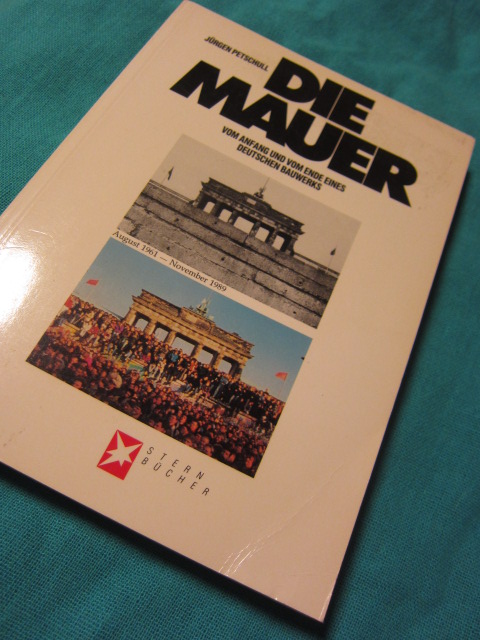 JÜRGEN PETSCHULL
DIE
MAUER
VOM ANFANG UND VOM ENDE EINES
DEUTSCHEN BAUWERKS
August 1961 — November 1989
STERN
BÜCHER